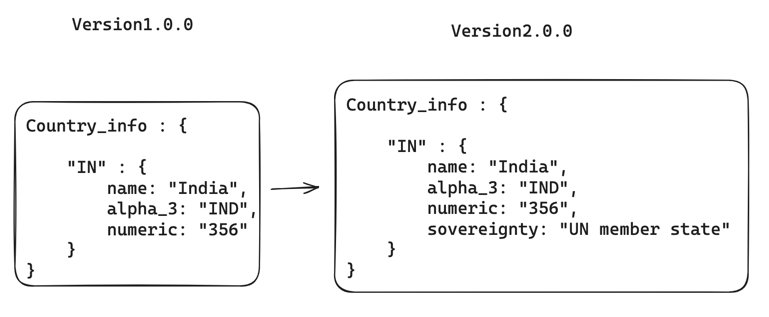 Version1.0.0
Country_info : {
"IN" : {
name: "India",
alpha_3: "IND",
numeric: "356"
}
}
Version2.0.0
Country_info : {
"IN" : {
name: "India",
alpha_3: "IND",
numeric: "356",
sovereignty: "UN member state"
}
}